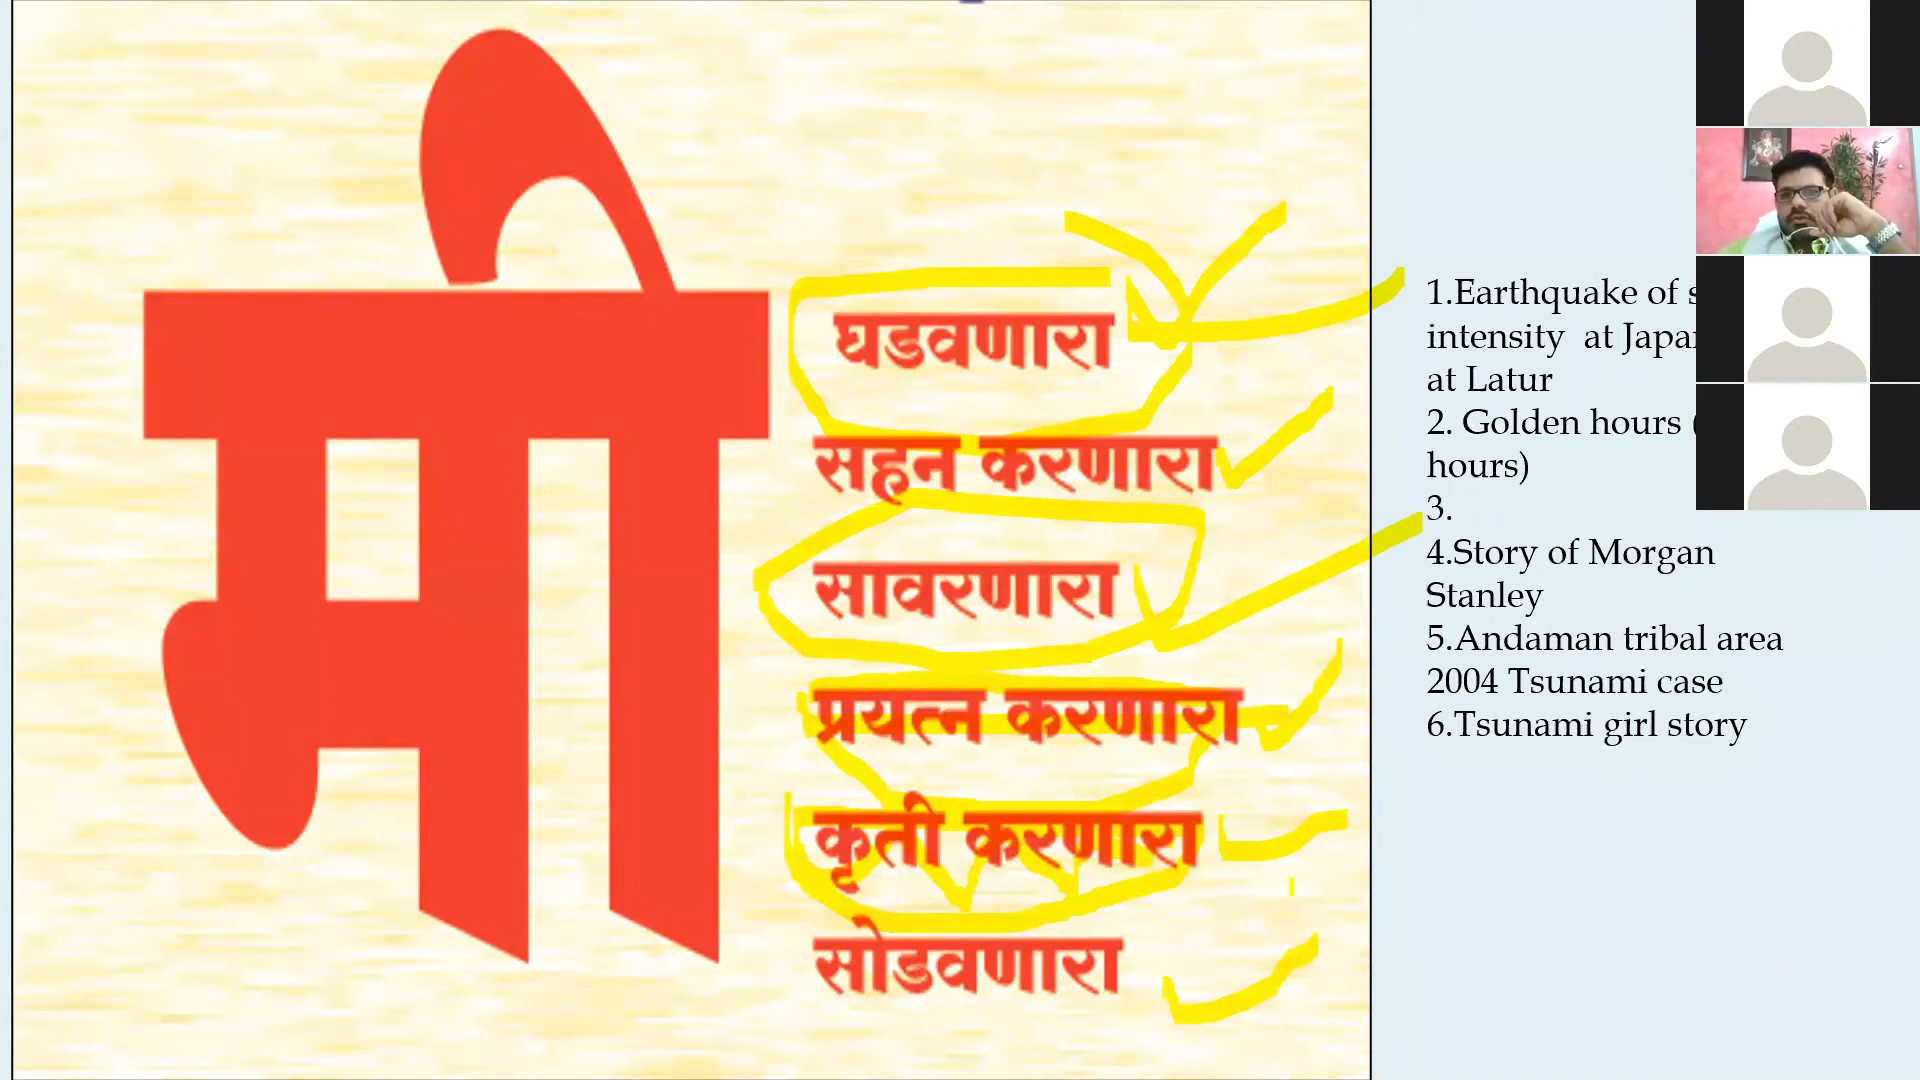 मी
घडवणारा
सहन करणारा
सावरणारा
प्रयत्न करणारा
कृती करणारा
सोडवणारा
1.Earthquake of
intensity at
at Latur
2. Golden hours
hours)
3.
4.Story of Morgan
Stanley
5.Andaman tribal area
2004 Tsunami case
6.Tsunami girl story